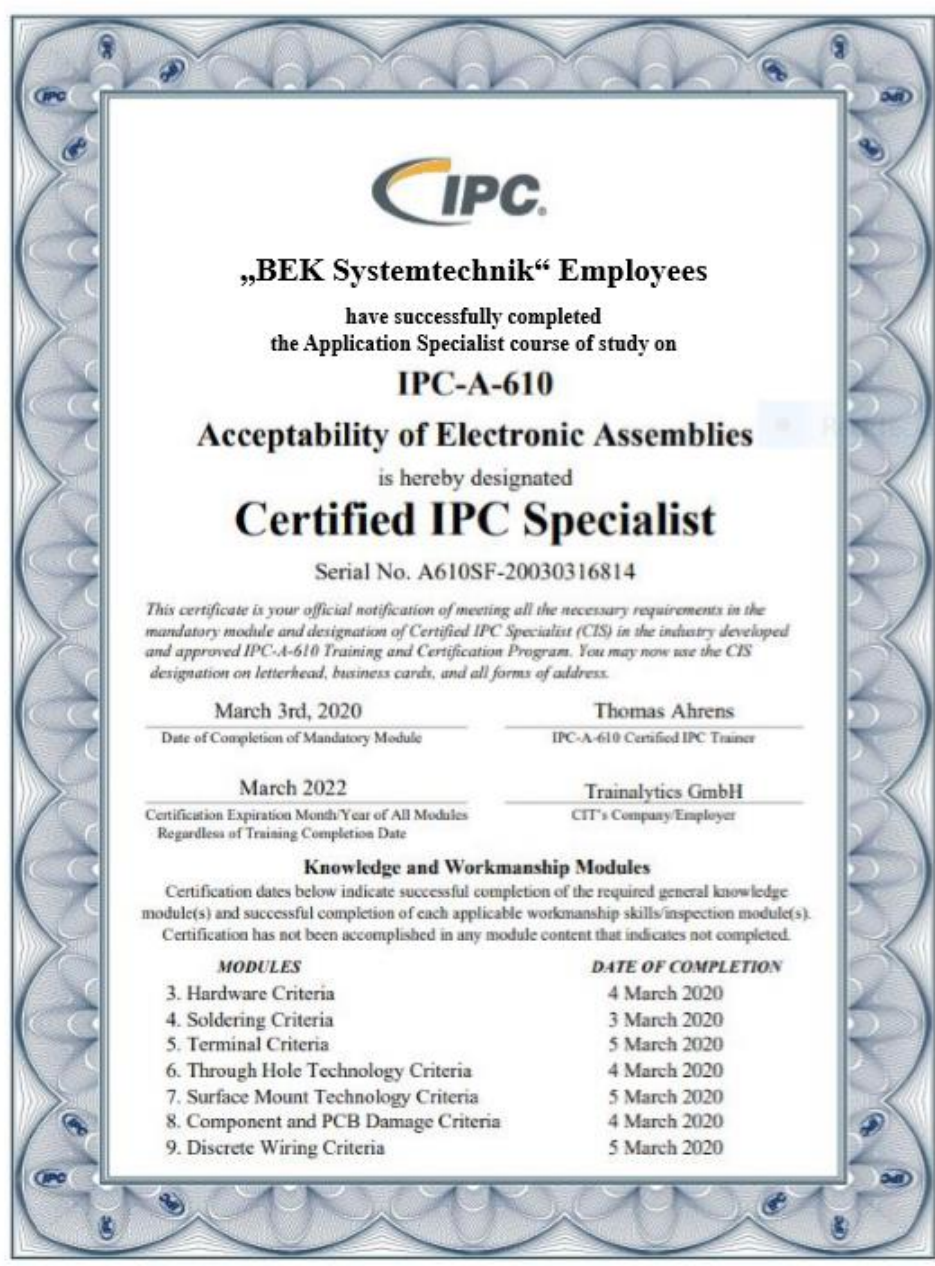 IPC
IPC
IPC.
„BEK Systemtechnik“ Employees
have successfully completed
the Application Specialist course of study on
IPC-A-610
Acceptability of Electronic Assemblies
is hereby designated
Certified IPC Specialist
Serial No. A610SF-20030316814
This certificate is your official notification of meeting all the necessary requirements in the
mandatory module and designation of Certified IPC Specialist (CIS) in the industry developed
and approved IPC-A-610 Training and Certification Program. You may now use the CIS
designation on letterhead, business cards, and all forms of address.
March 3rd, 2020 Thomas Ahrens
Date of Completion of Mandatory Module IPC-A-610 Certified IPC Trainer
March 2022 Trainalytics GmbH
Certification Expiration Month/Year of All Modules CIT's Company/Employer
Regardless of Training Completion Date
Knowledge and Workmanship Modules
Certification dates below indicate successful completion of the required general knowledge
module(s) and successful completion of each applicable workmanship skills/inspection module(s).
Certification has not been accomplished in any module content that indicates not completed.
MODULES DATE OF COMPLETION
3. Hardware Criteria 4 March 2020
4. Soldering Criteria 3 March 2020
5. Terminal Criteria 5 March 2020
6. Through Hole Technology Criteria 4 March 2020
7. Surface Mount Technology Criteria 5 March 2020
8. Component and PCB Damage Criteria 4 March 2020
9. Discrete Wiring Criteria 5 March 2020
IPC
IPC